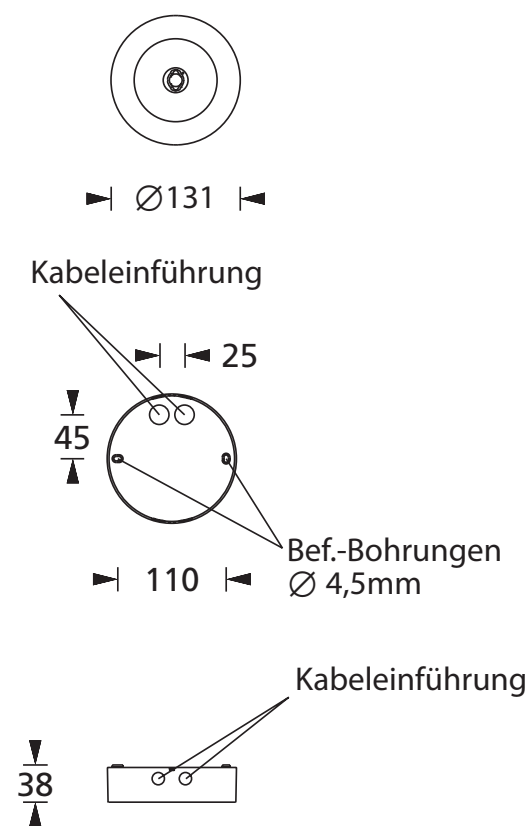 ∅131
Kabeleinführung
25
45
Bef.-Bohrungen
∅ 4,5mm
110
Kabeleinführung
38